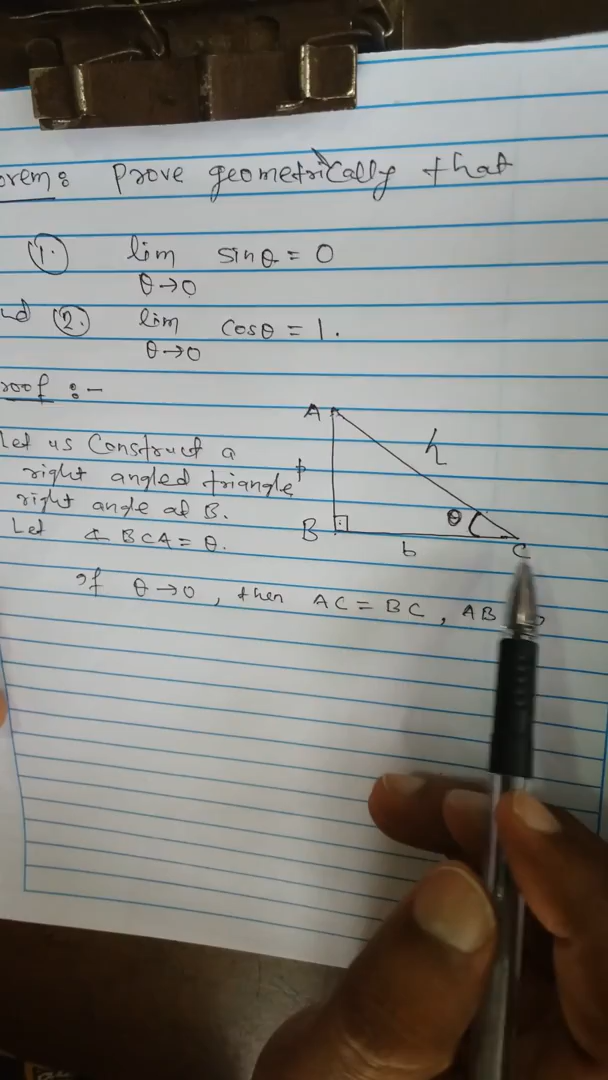 orem: Prove geometrically that
1. lim sinθ = 0
θ→0
nd 2. lim cosθ = 1.
θ→0
roof :-
Let us Construct a
right angled triangle
right angle at B.
Let ∡ BCA = θ.
A
h
p
B
θ
b
C
If θ→0, then AC = BC, AB